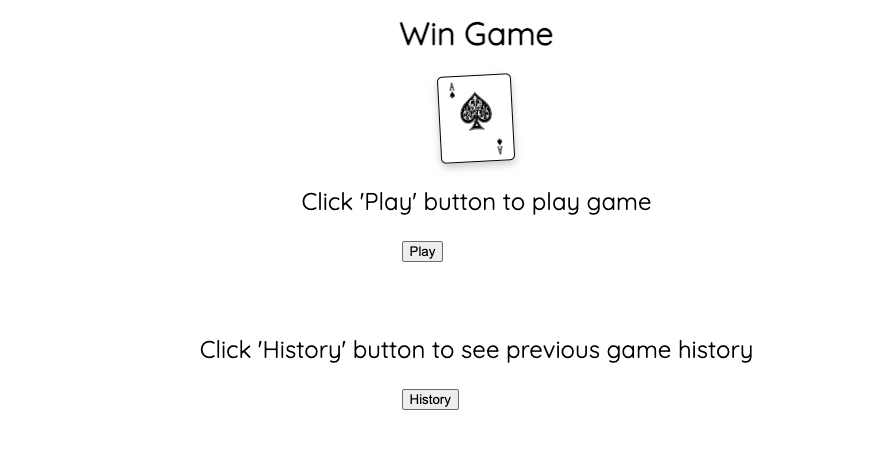 Win Game
A
A
Click 'Play' button to play game
Play
Click 'History' button to see previous game history
History